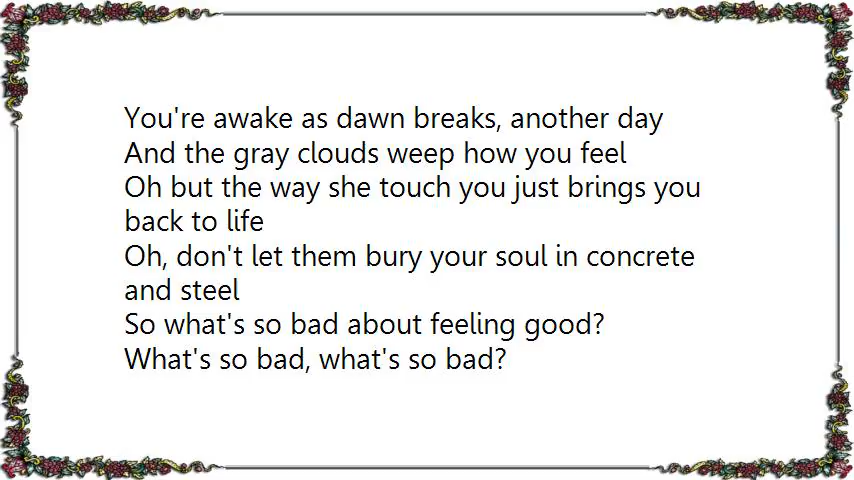 You're awake as dawn breaks, another day
And the gray clouds weep how you feel
Oh but the way she touch you just brings you
back to life
Oh, don't let them bury your soul in concrete
and steel
So what's so bad about feeling good?
What's so bad, what's so bad?